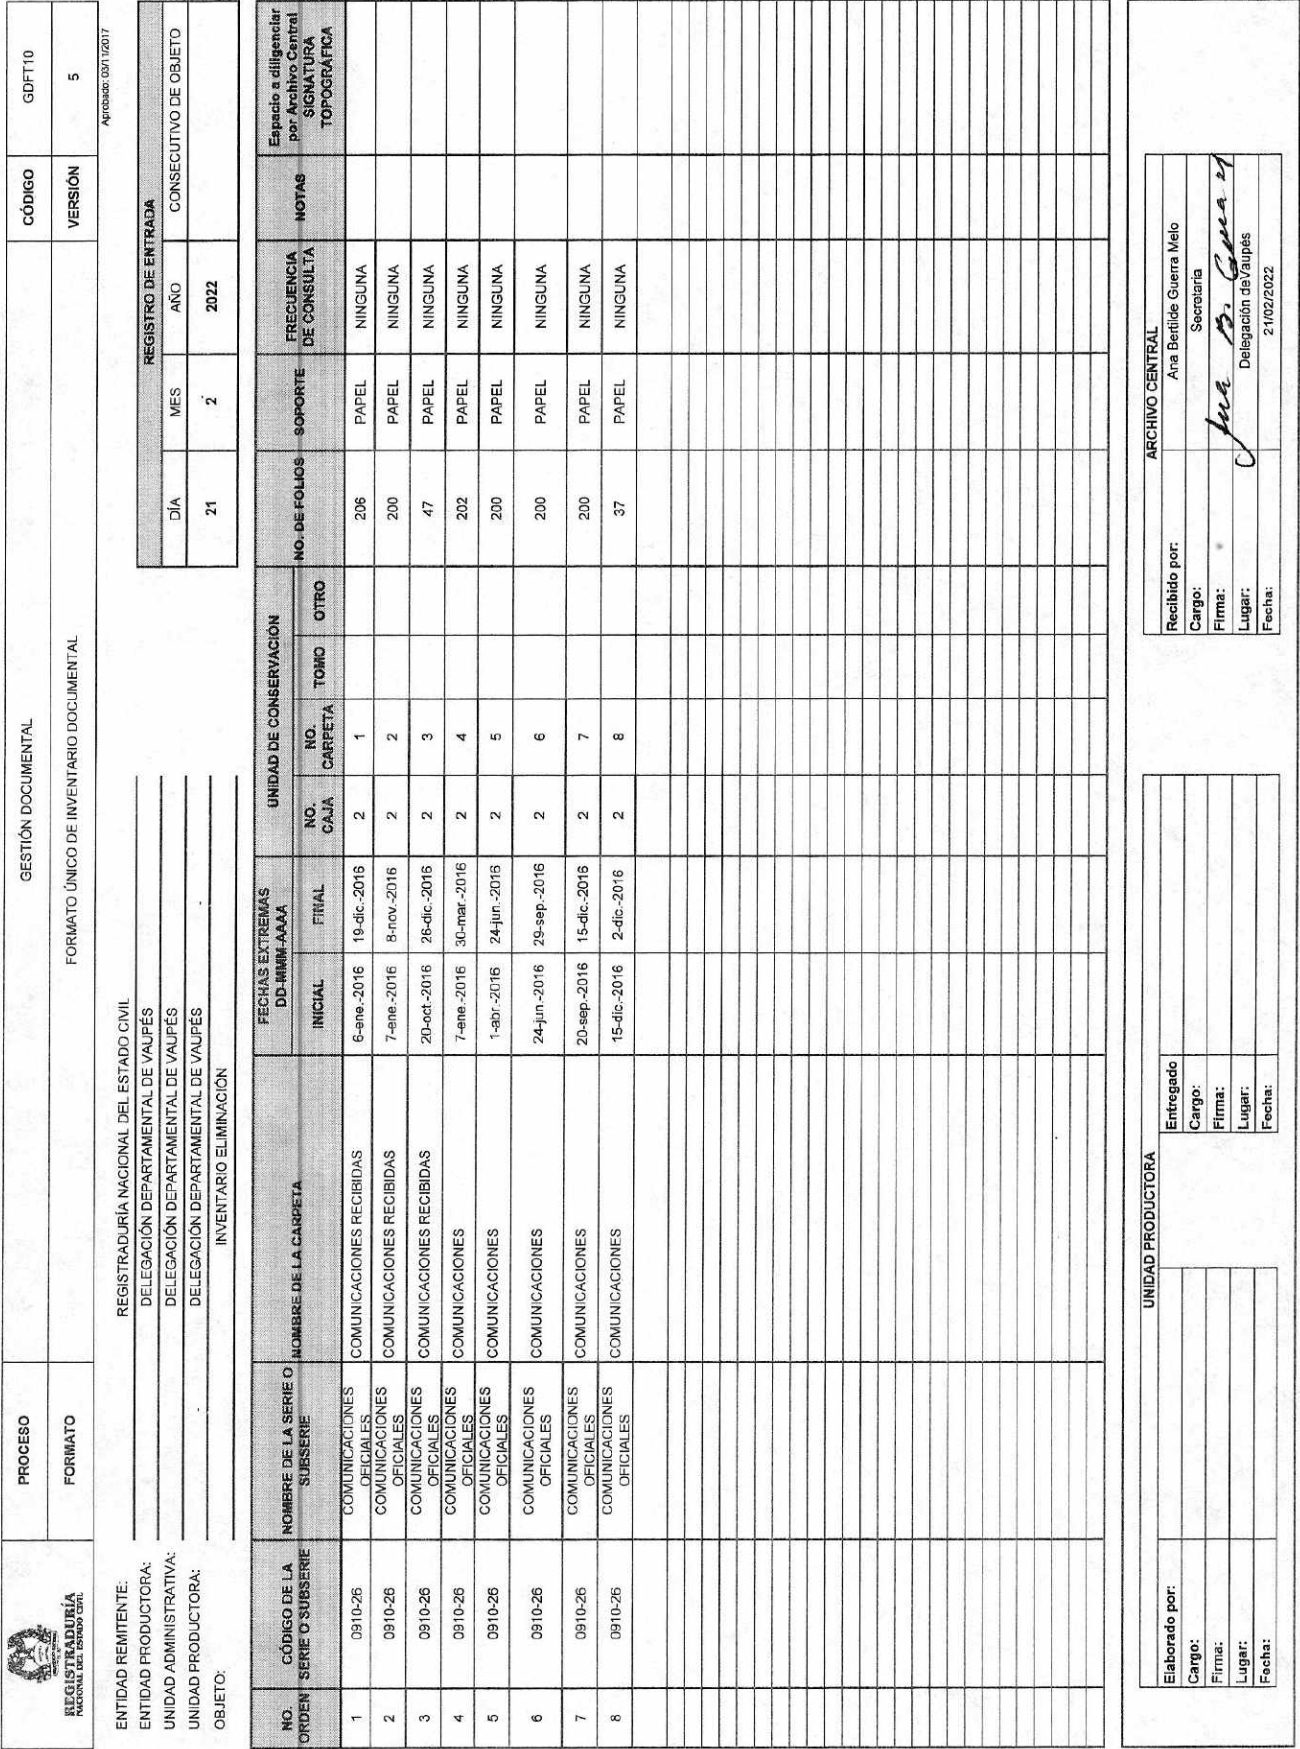 REGISTRADURÍA
NACIONAL DEL ESTADO CIVIL
PROCESO GESTIÓN DOCUMENTAL CÓDIGO GDFT10
FORMATO FORMATO ÚNICO DE INVENTARIO DOCUMENTAL VERSIÓN 5
Aprobado: 03/11/2017
ENTIDAD REMITENTE: REGISTRADURÍA NACIONAL DEL ESTADO CIVIL
ENTIDAD PRODUCTORA: DELEGACIÓN DEPARTAMENTAL DE VAUPÉS
UNIDAD ADMINISTRATIVA: DELEGACIÓN DEPARTAMENTAL DE VAUPÉS
UNIDAD PRODUCTORA: DELEGACIÓN DEPARTAMENTAL DE VAUPÉS
OBJETO: INVENTARIO ELIMINACIÓN
REGISTRO DE ENTRADA
DÍA MES AÑO CONSECUTIVO DE OBJETO
21 2 2022
NO. ORDEN CÓDIGO DE LA SERIE O SUBSERIE NOMBRE DE LA SERIE O SUBSERIE NOMBRE DE LA CARPETA FECHAS EXTREMAS DD-MMM-AAAA INICIAL FINAL UNIDAD DE CONSERVACIÓN NO. CAJA NO. CARPETA TOMO OTRO NO. DE FOLIOS SOPORTE FRECUENCIA DE CONSULTA NOTAS Espacio a diligenciar por Archivo Central SIGNATURA TOPOGRÁFICA
1 0910-26 COMUNICACIONES OFICIALES COMUNICACIONES RECIBIDAS 6-ene.-2016 19-dic.-2016 2 1 206 PAPEL NINGUNA
2 0910-26 COMUNICACIONES OFICIALES COMUNICACIONES RECIBIDAS 7-ene.-2016 8-nov.-2016 2 2 200 PAPEL NINGUNA
3 0910-26 COMUNICACIONES OFICIALES COMUNICACIONES RECIBIDAS 20-oct.-2016 26-dic.-2016 2 3 47 PAPEL NINGUNA
4 0910-26 COMUNICACIONES OFICIALES COMUNICACIONES 7-ene.-2016 30-mar.-2016 2 4 202 PAPEL NINGUNA
5 0910-26 COMUNICACIONES OFICIALES COMUNICACIONES 1-abr.-2016 24-jun.-2016 2 5 200 PAPEL NINGUNA
6 0910-26 COMUNICACIONES OFICIALES COMUNICACIONES 24-jun.-2016 29-sep.-2016 2 6 200 PAPEL NINGUNA
7 0910-26 COMUNICACIONES OFICIALES COMUNICACIONES 20-sep.-2016 15-dic.-2016 2 7 200 PAPEL NINGUNA
8 0910-26 COMUNICACIONES OFICIALES COMUNICACIONES 15-dic.-2016 2-dic.-2016 2 8 37 PAPEL NINGUNA
UNIDAD PRODUCTORA
Elaborado por:
Cargo:
Firma:
Lugar:
Fecha:
Entregado
Cargo:
Firma:
Lugar:
Fecha:
ARCHIVO CENTRAL
Recibido por: Ana Bertilde Guerra Melo
Cargo: Secretaria
Firma: Ana B. Guerra
Lugar: Delegación deVaupés
Fecha: 21/02/2022